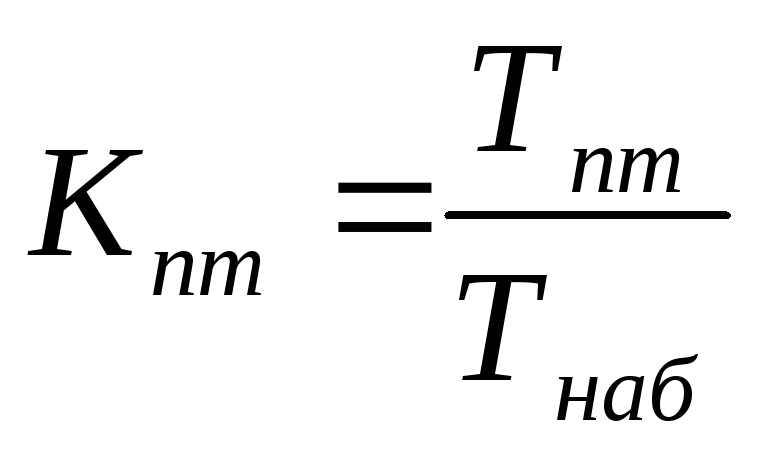 Kпт = Tпт / Tнаб